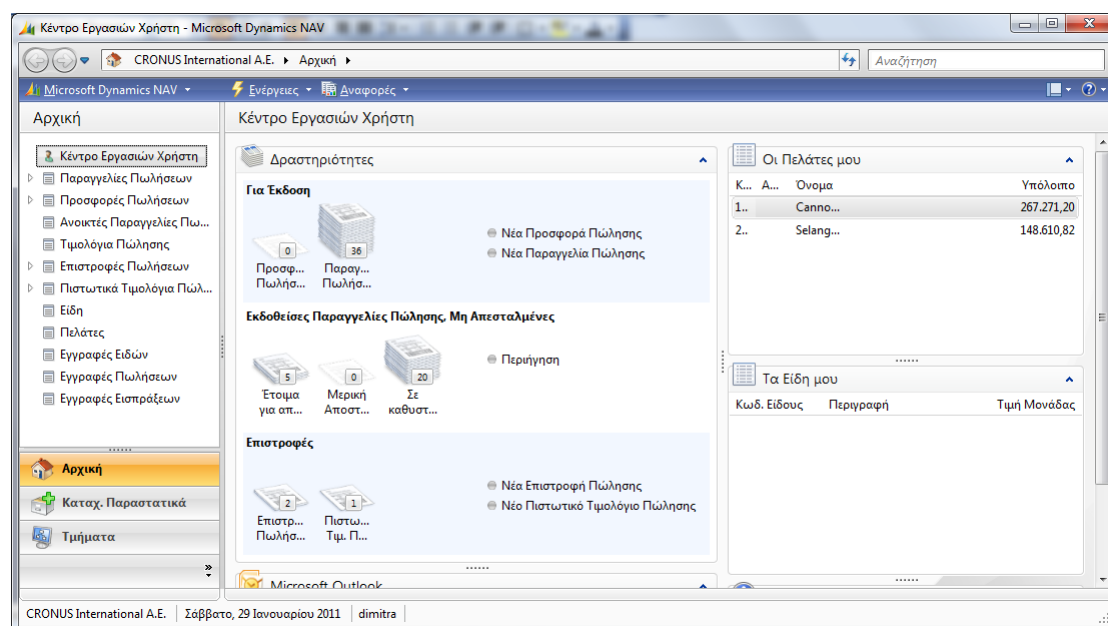 Κέντρο Εργασιών Χρήστη - Microsoft Dynamics NAV
CRONUS International A.E. Αρχική
Αναζήτηση
Microsoft Dynamics NAV Ενέργειες Αναφορές
Αρχική
Κέντρο Εργασιών Χρήστη
Παραγγελίες Πωλήσεων
Προσφορές Πωλήσεων
Ανοικτές Παραγγελίες Πω...
Τιμολόγια Πώλησης
Επιστροφές Πωλήσεων
Πιστωτικά Τιμολόγια Πώλ...
Είδη
Πελάτες
Εγγραφές Ειδών
Εγγραφές Πωλήσεων
Εγγραφές Εισπράξεων
Αρχική
Καταχ. Παραστατικά
Τμήματα
Κέντρο Εργασιών Χρήστη
Δραστηριότητες
Για Έκδοση
0 36
Προσφ... Παραγ...
Πωλήσ... Πωλήσ...
Νέα Προσφορά Πώλησης
Νέα Παραγγελία Πώλησης
Εκδοθείσες Παραγγελίες Πώλησης, Μη Απεσταλμένες
5 0 20
Έτοιμα Μερική Σε
για απ... Αποστ... καθυστ...
Περιήγηση
Επιστροφές
2 1
Επιστρ... Πιστω...
Πωλήσ... Τιμ. Π...
Νέα Επιστροφή Πώλησης
Νέο Πιστωτικό Τιμολόγιο Πώλησης
Microsoft Outlook
Οι Πελάτες μου
Κ... Α... Όνομα Υπόλοιπο
1.. Canno... 267.271,20
2.. Selang... 148.610,82
Τα Είδη μου
Κωδ. Είδους Περιγραφή Τιμή Μονάδας
CRONUS International A.E. Σάββατο, 29 Ιανουαρίου 2011 dimitra